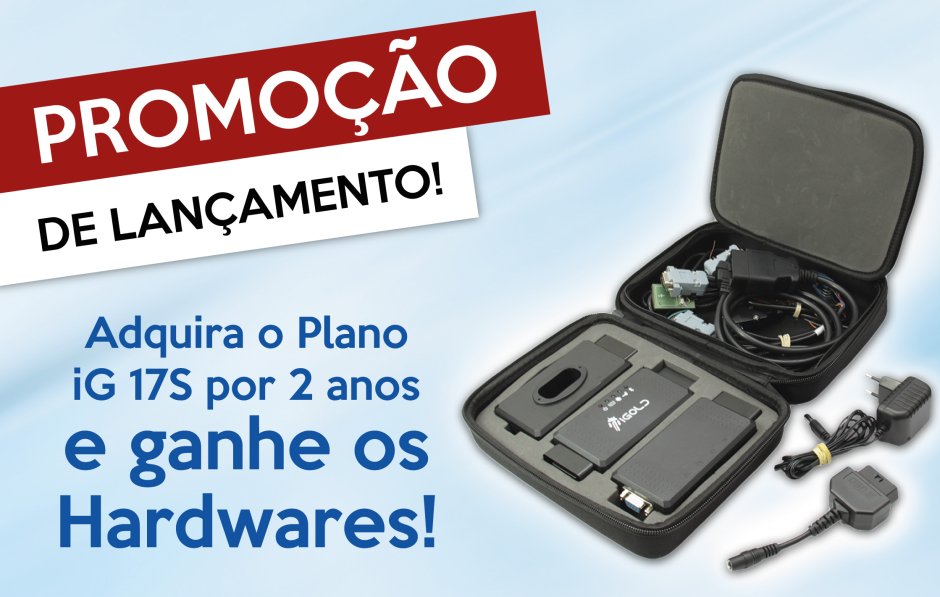 PROMOÇÃO
DE LANÇAMENTO!
Adquira o Plano
iG 17S por 2 anos
e ganhe os
Hardwares!
IGOLD